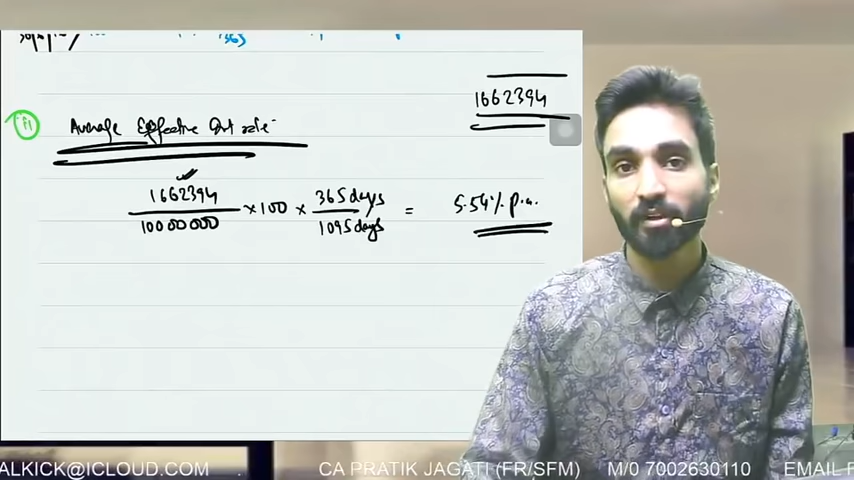 1662394
Average Effective Int rate
1662394
10000000
×100 × 365 days
1095 days
= 5.54% p.a.
ALKICK@ICLOUD.COM CA PRATIK JAGATI (FR/SFM) M/0 7002630110 EMAIL